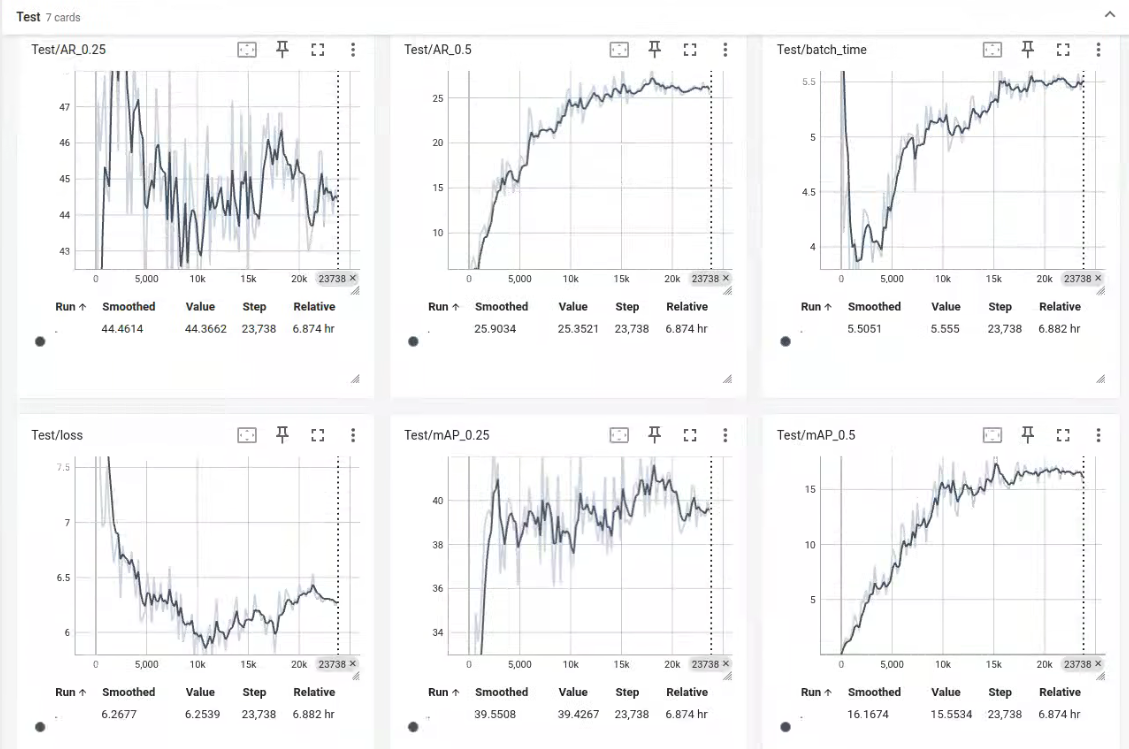 Test 7 cards
Test/AR_0.25
47
46
45
44
43
0 5,000 10k 15k 20k 23738 ×
Run ↑ Smoothed Value Step Relative
. 44.4614 44.3662 23,738 6.874 hr
Test/AR_0.5
25
20
15
10
0 5,000 10k 15k 20k 23738 ×
Run ↑ Smoothed Value Step Relative
. 25.9034 25.3521 23,738 6.874 hr
Test/batch_time
5.5
5
4.5
4
0 5,000 10k 15k 20k 23738 ×
Run ↑ Smoothed Value Step Relative
. 5.5051 5.555 23,738 6.882 hr
Test/loss
7.5
7
6.5
6
0 5,000 10k 15k 20k 23738 ×
Run ↑ Smoothed Value Step Relative
. 6.2677 6.2539 23,738 6.882 hr
Test/mAP_0.25
40
38
36
34
0 5,000 10k 15k 20k 23738 ×
Run ↑ Smoothed Value Step Relative
. 39.5508 39.4267 23,738 6.874 hr
Test/mAP_0.5
15
10
5
0 5,000 10k 15k 20k 23738 ×
Run ↑ Smoothed Value Step Relative
. 16.1674 15.5534 23,738 6.874 hr